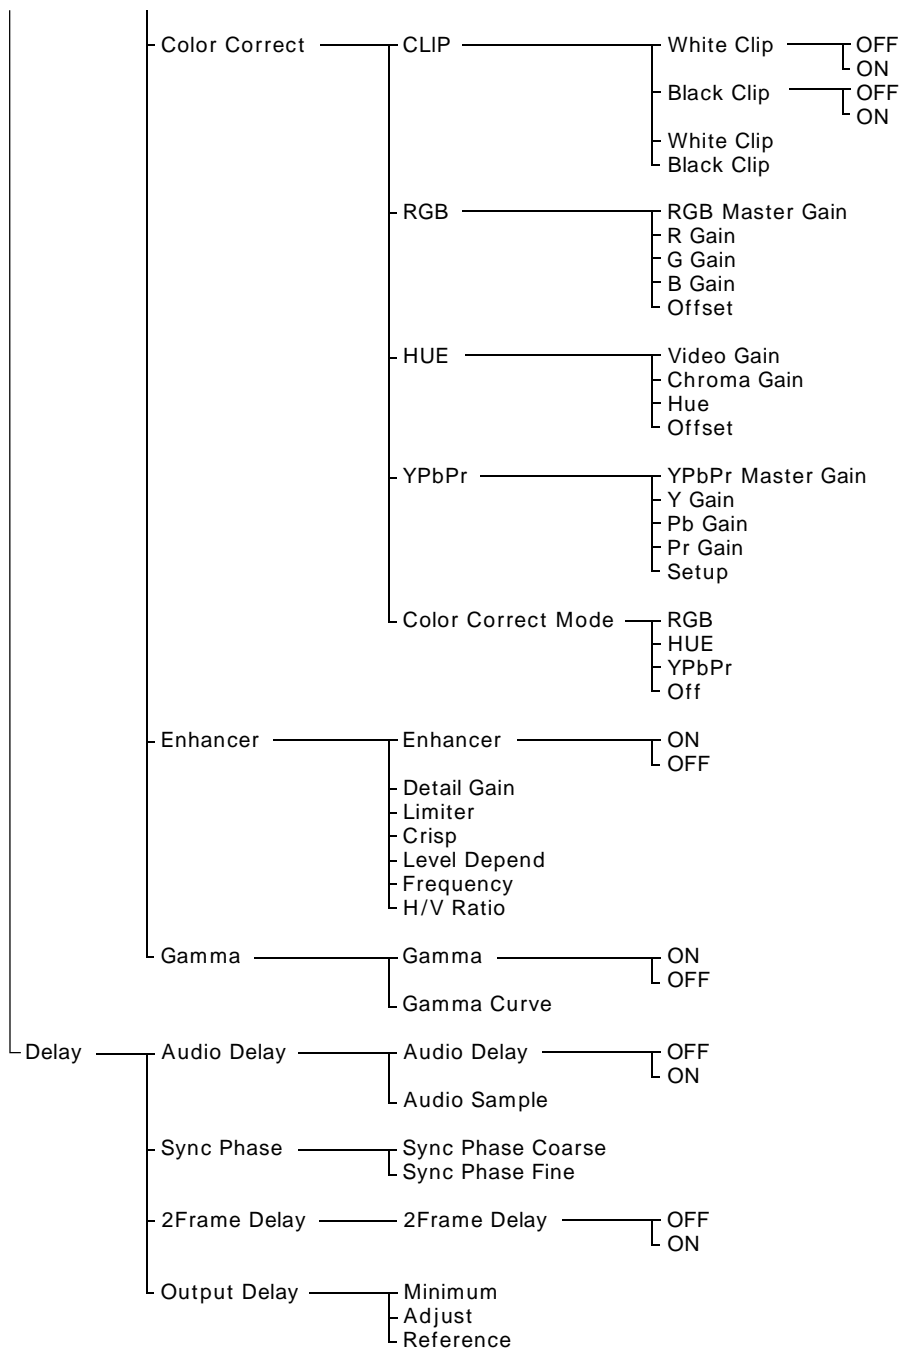 Color Correct CLIP White Clip OFF
ON
Black Clip OFF
ON
White Clip
Black Clip
RGB RGB Master Gain
R Gain
G Gain
B Gain
Offset
HUE Video Gain
Chroma Gain
Hue
Offset
YPbPr YPbPr Master Gain
Y Gain
Pb Gain
Pr Gain
Setup
Color Correct Mode RGB
HUE
YPbPr
Off
Enhancer Enhancer ON
OFF
Detail Gain
Limiter
Crisp
Level Depend
Frequency
H/V Ratio
Gamma Gamma ON
OFF
Gamma Curve
Delay Audio Delay Audio Delay OFF
ON
Audio Sample
Sync Phase Sync Phase Coarse
Sync Phase Fine
2Frame Delay 2Frame Delay OFF
ON
Output Delay Minimum
Adjust
Reference